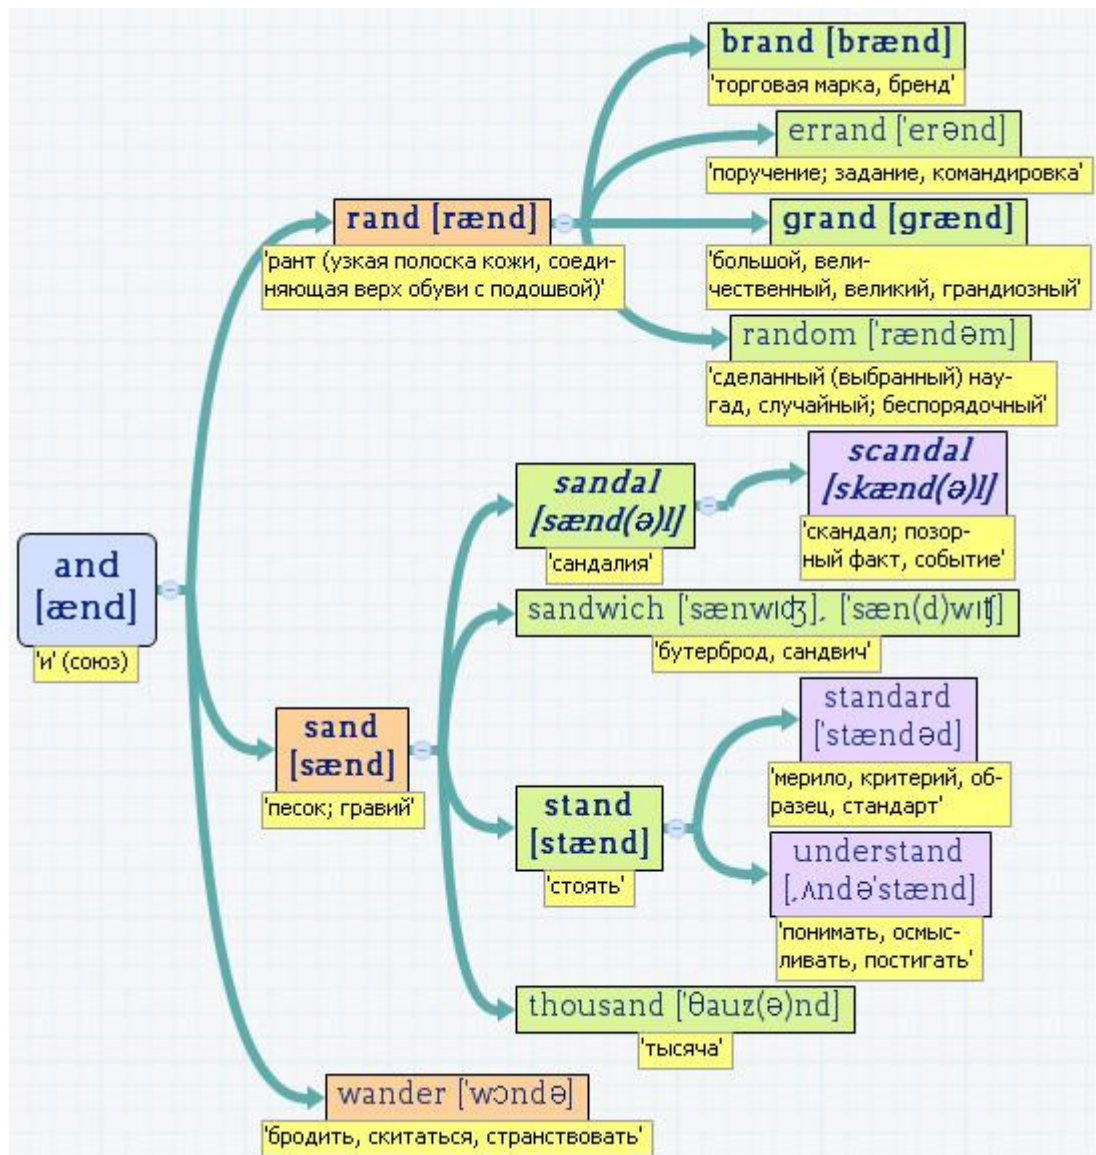 brand [brænd]
'торговая марка, бренд'
errand ['erənd]
'поручение; задание, командировка'
rand [rænd]
'рант (узкая полоска кожи, соеди-
няющая верх обуви с подошвой)'
grand [grænd]
'большой, вели-
чественный, великий, грандиозный'
random ['rændəm]
'сделанный (выбранный) нау-
гад, случайный; беспорядочный'
sandal
[sænd(ə)l]
'сандалия'
scandal
[skænd(ə)l]
'скандал; позор-
ный факт, событие'
and
[ænd]
'и' (союз)
sandwich ['sænwɪʤ], ['sæn(d)wɪʧ]
'бутерброд, сандвич'
sand
[sænd]
'песок; гравий'
standard
['stændəd]
'мерило, критерий, об-
разец, стандарт'
stand
[stænd]
'стоять'
understand
[ˌʌndə'stænd]
'понимать, осмыс-
ливать, постигать'
thousand ['θauz(ə)nd]
'тысяча'
wander ['wɔndə]
'бродить, скитаться, странствовать'